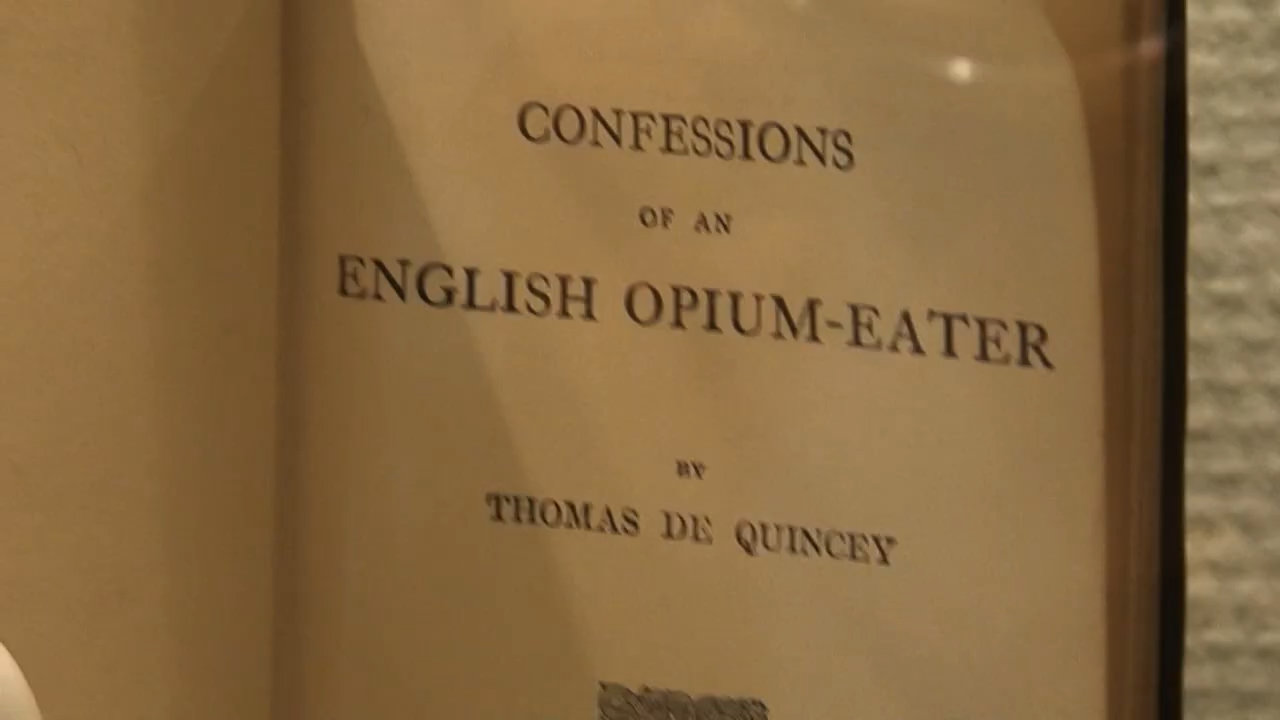 CONFESSIONS
OF AN
ENGLISH OPIUM-EATER
BY
THOMAS DE QUINCEY